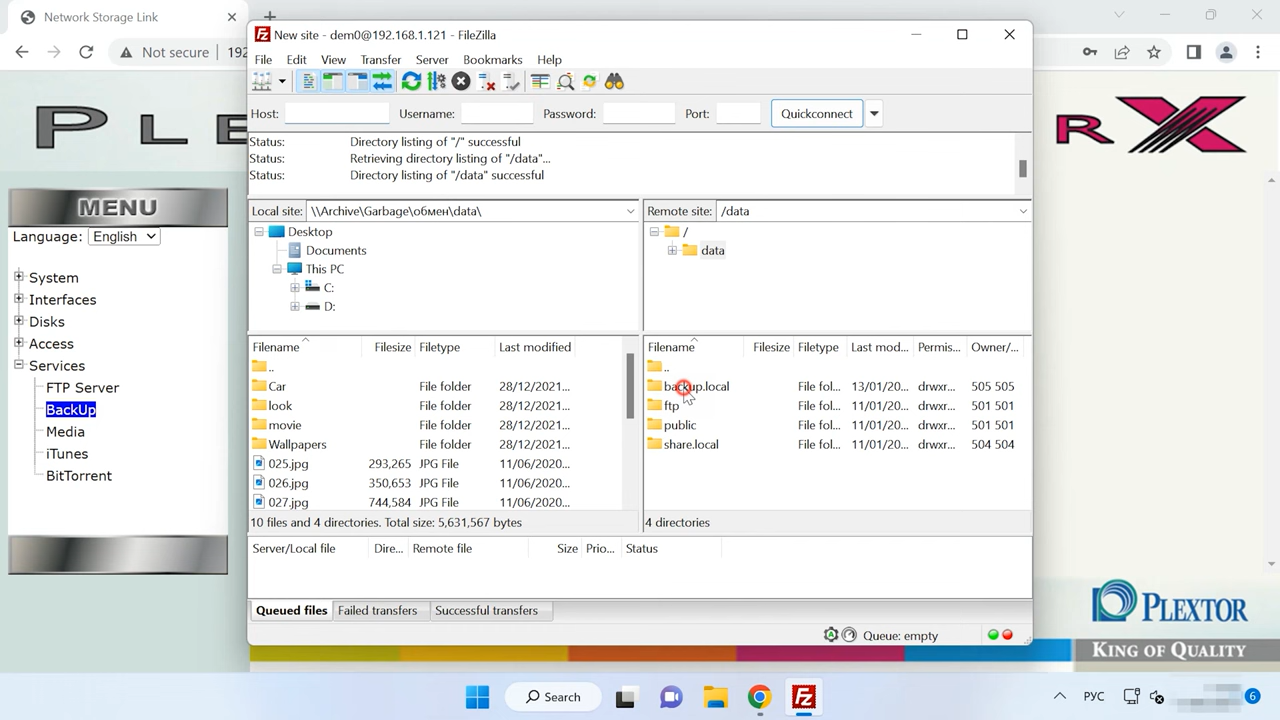 Network Storage Link
Not secure 192
New site - dem0@192.168.1.121 - FileZilla
File Edit View Transfer Server Bookmarks Help
Host: Username: Password: Port: Quickconnect
Status: Directory listing of "/" successful
Status: Retrieving directory listing of "/data"...
Status: Directory listing of "/data" successful
Local site: \\Archive\Garbage\обмен\data\
Desktop
Documents
This PC
C:
D:
Remote site: /data
/
data
Filename Filesize Filetype Last modified
..
Car File folder 28/12/2021...
look File folder 28/12/2021...
movie File folder 28/12/2021...
Wallpapers File folder 28/12/2021...
025.jpg 293,265 JPG File 11/06/2020...
026.jpg 350,653 JPG File 11/06/2020...
027.jpg 744,584 JPG File 11/06/2020...
10 files and 4 directories. Total size: 5,631,567 bytes
Filename Filesize Filetype Last mod... Permis... Owner/...
..
backup.local File fol... 13/01/20... drwxr... 505 505
ftp File fol... 11/01/20... drwxr... 501 501
public File fol... 11/01/20... drwxr... 501 501
share.local File fol... 11/01/20... drwxr... 504 504
4 directories
Server/Local file Dire... Remote file Size Prio... Status
Queued files Failed transfers Successful transfers
Queue: empty
PLE
RX
MENU
Language: English
System
Interfaces
Disks
Access
Services
FTP Server
BackUp
Media
iTunes
BitTorrent
PLEXTOR
KING OF QUALITY
Search
РУС
6